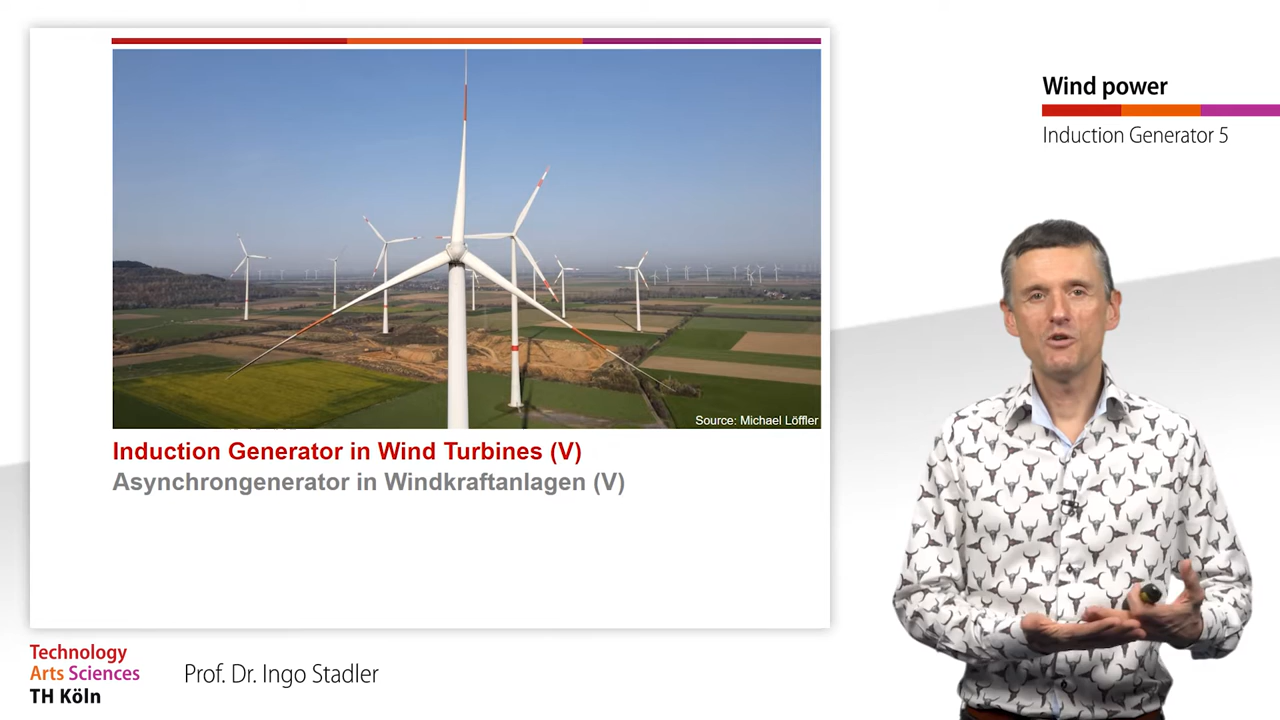 Wind power
Induction Generator 5
Source: Michael Löffler
Induction Generator in Wind Turbines (V)
Asynchrongenerator in Windkraftanlagen (V)
Technology
Arts Sciences
TH Köln
Prof. Dr. Ingo Stadler